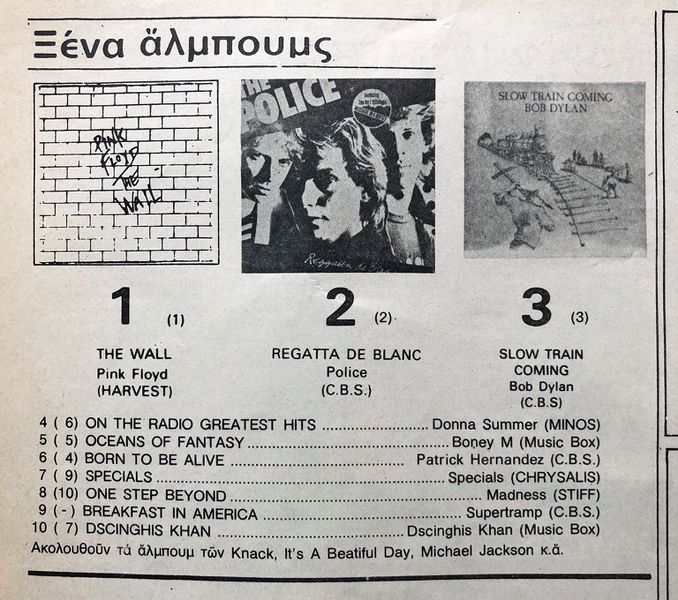 Ξένα ἄλμπουμς
PINK
FLOYD
THE
WALL
THE
POLICE
Reggatta de
SLOW TRAIN COMING
BOB DYLAN
1 (1)
THE WALL
Pink Floyd
(HARVEST)
2 (2)
REGATTA DE BLANC
Police
(C.B.S.)
3 (3)
SLOW TRAIN
COMING
Bob Dylan
(C.B.S)
4 ( 6) ON THE RADIO GREATEST HITS ........................ Donna Summer (MINOS)
5 ( 5) OCEANS OF FANTASY............................................ Boney M (Music Box)
6 ( 4) BORN TO BE ALIVE ..................................... Patrick Hernandez (C.B.S.)
7 ( 9) SPECIALS ............................................................. Specials (CHRYSALIS)
8 (10) ONE STEP BEYOND ...................................................... Madness (STIFF)
9 ( - ) BREAKFAST IN AMERICA ........................................ Supertramp (C.B.S.)
10 ( 7) DSCINGHIS KHAN ........................................ Dscinghis Khan (Music Box)
Ακολουθοῦν τά ἄλμπουμ τῶν Knack, It's A Beatiful Day, Michael Jackson κ.ἄ.